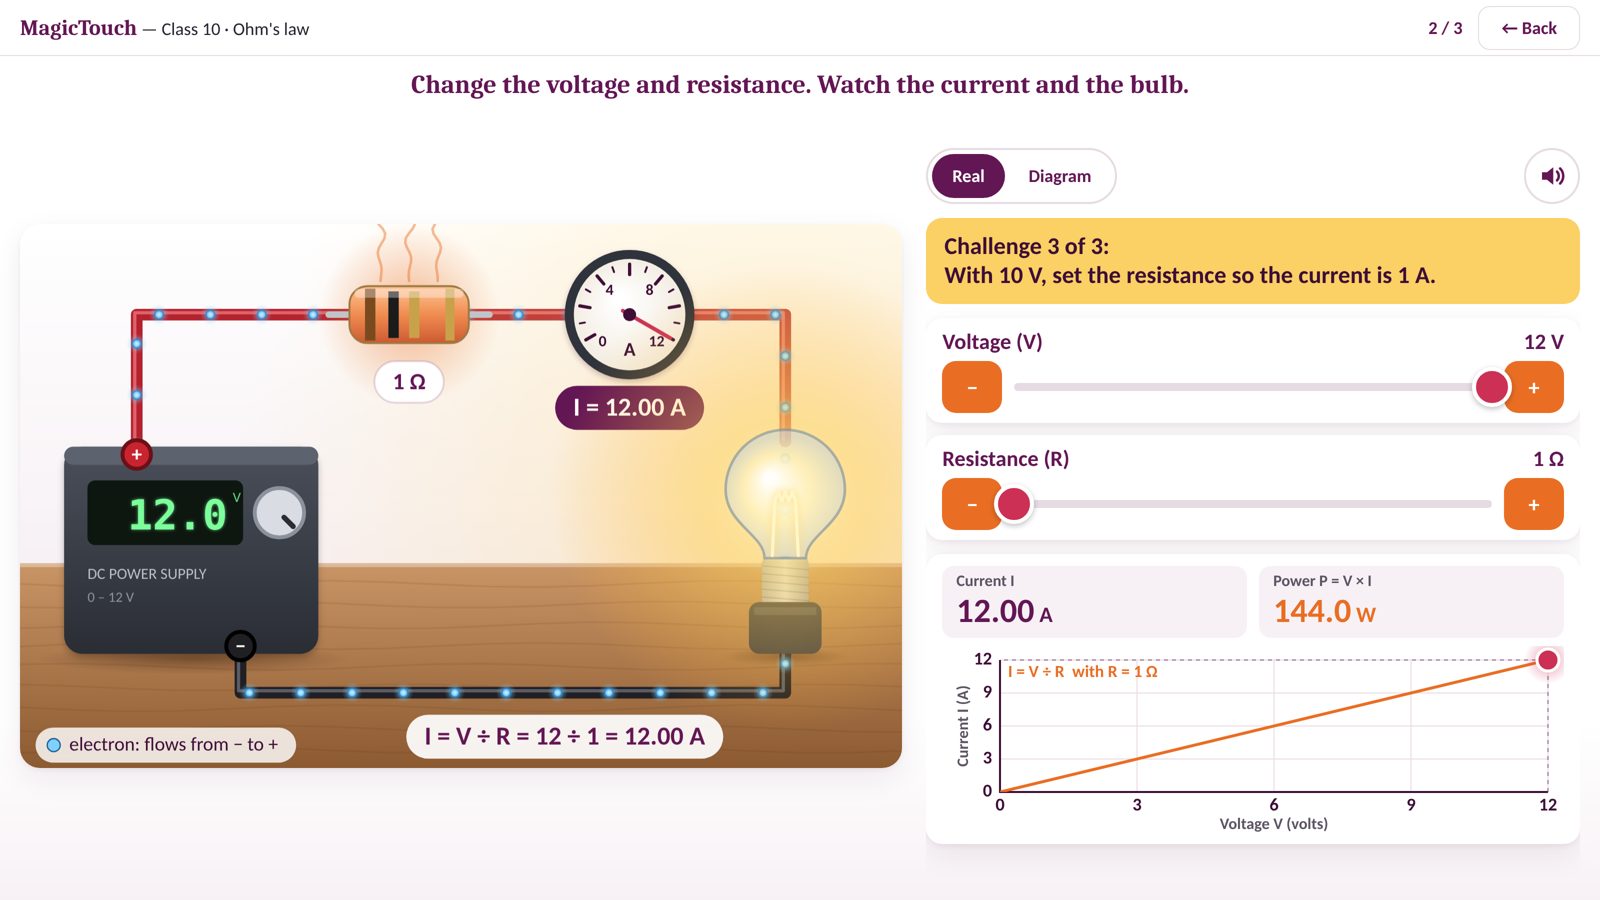 MagicTouch — Class 10 · Ohm's law
2 / 3
← Back
Change the voltage and resistance. Watch the current and the bulb.
Real
Diagram
Challenge 3 of 3:
With 10 V, set the resistance so the current is 1 A.
Voltage (V)
12 V
−
+
Resistance (R)
1 Ω
−
+
Current I
12.00 A
Power P = V × I
144.0 W
I = V ÷ R with R = 1 Ω
Current I (A)
12
9
6
3
0
0
3
6
9
12
Voltage V (volts)
4
8
0
12
A
1 Ω
I = 12.00 A
+
12.0 V
DC POWER SUPPLY
0 – 12 V
−
electron: flows from − to +
I = V ÷ R = 12 ÷ 1 = 12.00 A